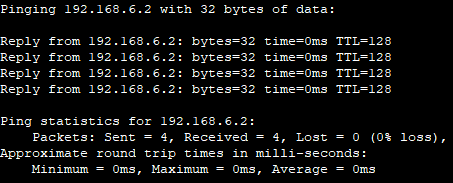 Pinging 192.168.6.2 with 32 bytes of data:
Reply from 192.168.6.2: bytes=32 time=0ms TTL=128
Reply from 192.168.6.2: bytes=32 time=0ms TTL=128
Reply from 192.168.6.2: bytes=32 time=0ms TTL=128
Reply from 192.168.6.2: bytes=32 time=0ms TTL=128
Ping statistics for 192.168.6.2:
    Packets: Sent = 4, Received = 4, Lost = 0 (0% loss),
Approximate round trip times in milli-seconds:
    Minimum = 0ms, Maximum = 0ms, Average = 0ms